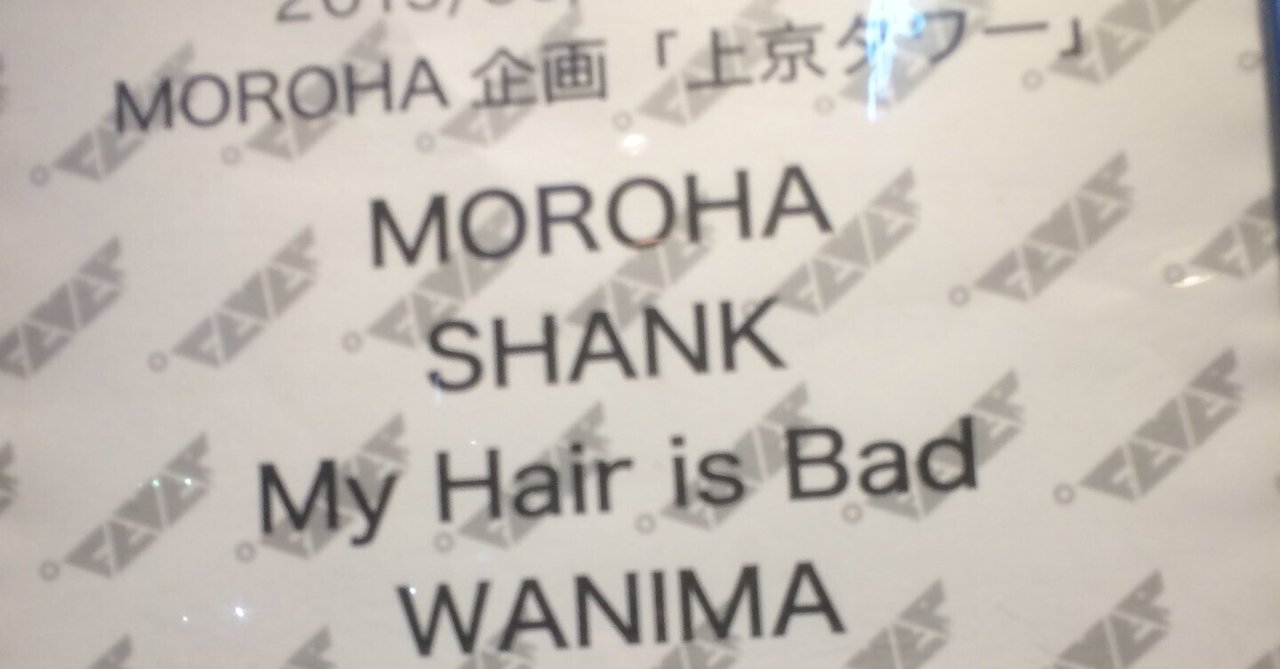 MOROHA 企画「上京タワー」
MOROHA
SHANK
My Hair is Bad
WANIMA